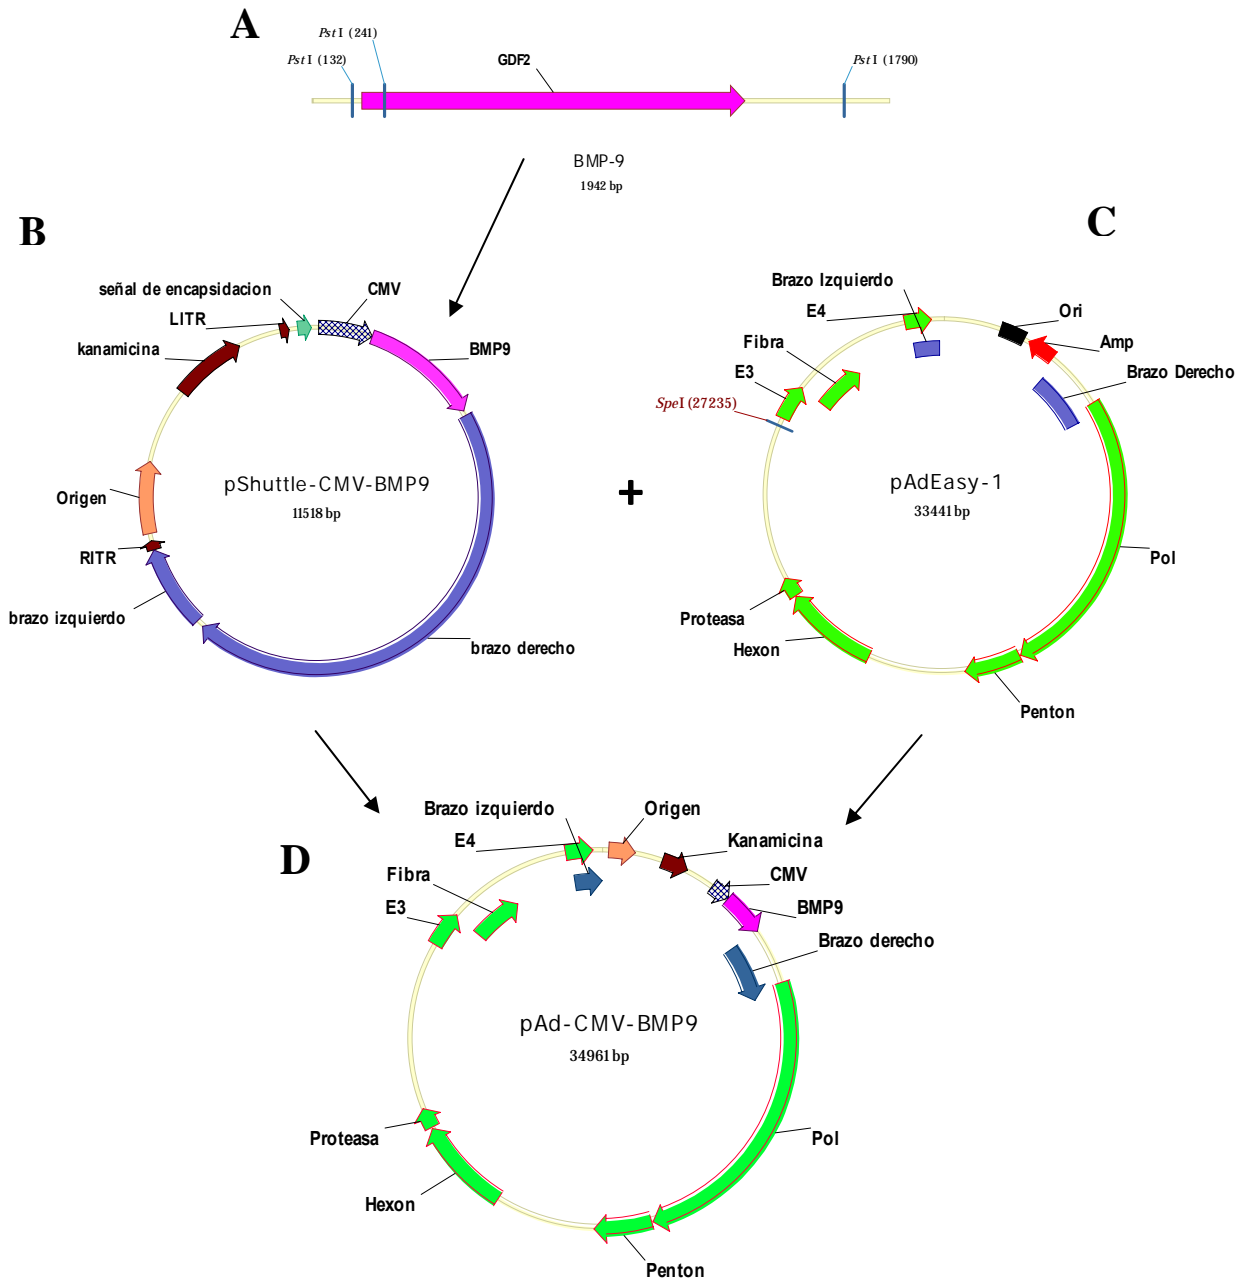 A
PstI (241)
PstI (132)
GDF2
PstI (1790)
BMP-9
1942 bp
B
señal de encapsidacion
CMV
LITR
kanamicina
BMP9
pShuttle-CMV-BMP9
11518 bp
Origen
RITR
brazo izquierdo
brazo derecho
+
C
Brazo Izquierdo
E4
Ori
Fibra
Amp
E3
Brazo Derecho
SpeI (27235)
pAdEasy-1
33441 bp
Pol
Proteasa
Hexon
Penton
D
Brazo izquierdo
Origen
E4
Kanamicina
Fibra
CMV
E3
BMP9
Brazo derecho
pAd-CMV-BMP9
34961 bp
Proteasa
Pol
Hexon
Penton